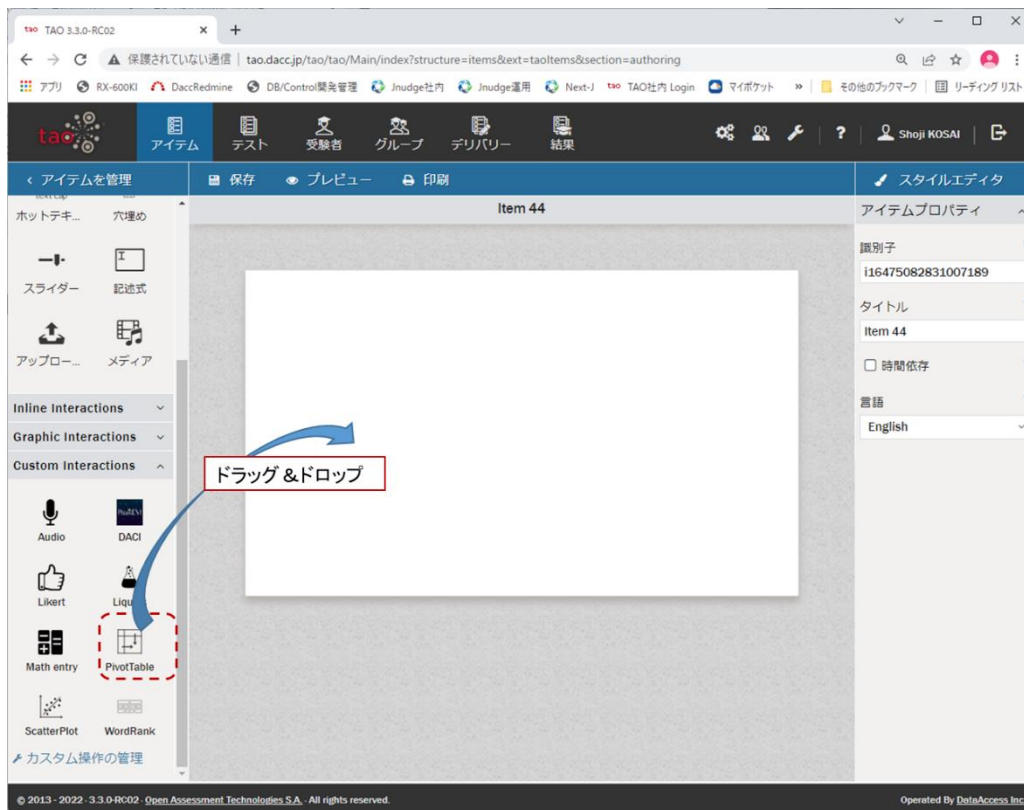 tao TAO 3.3.0-RC02
保護されていない通信 | tao.dacc.jp/tao/tao/Main/index?structure=items&ext=taoItems&section=authoring
アプリ RX-600KI DaccRedmine DB/Control開発管理 Jnudge社内 Jnudge運用 Next-J tao TAO社内 Login マイポケット » その他のブックマーク リーディング リスト
tao アイテム テスト 受験者 グループ デリバリー 結果 ? Shoji KOSAI
アイテムを管理 保存 プレビュー 印刷 スタイルエディタ
Item 44
アイテムプロパティ
ホットテキ... 穴埋め
識別子
i16475082831007189
スライダー 記述式
タイトル
Item 44
アップロー... メディア
時間依存
言語
English
Inline Interactions
Graphic Interactions
Custom Interactions
ドラッグ&ドロップ
Audio DACI
Likert
Math entry PivotTable
ScatterPlot WordRank
カスタム操作の管理
© 2013 - 2022 · 3.3.0-RC02 · Open Assessment Technologies S.A. · All rights reserved. Operated By DataAccess Inc